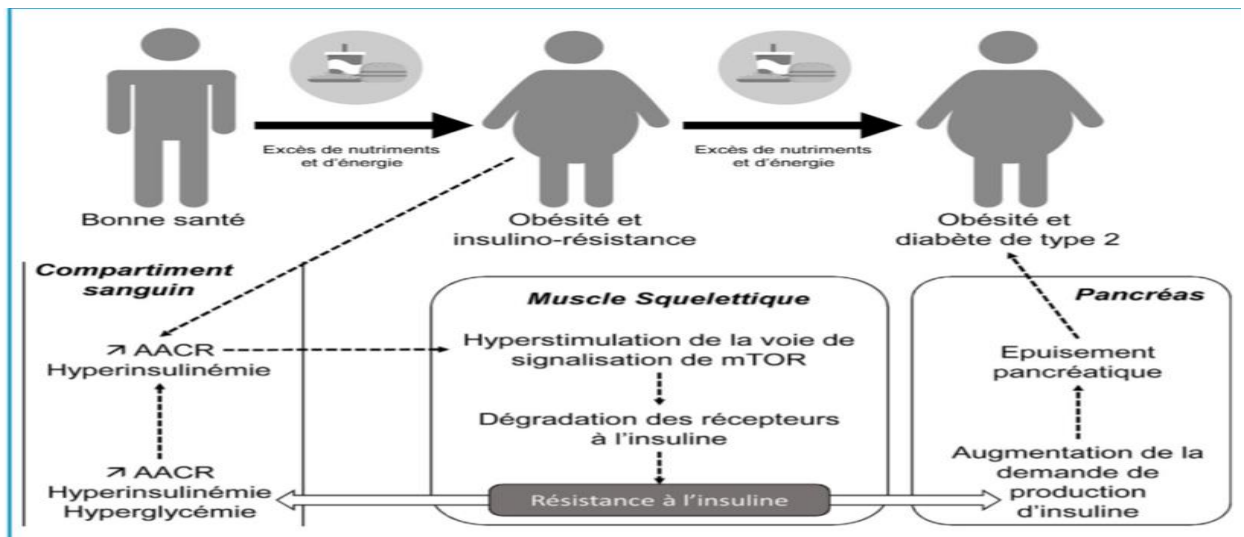 Excès de nutriments
et d'énergie
Excès de nutriments
et d'énergie
Bonne santé
Obésité et
insulino-résistance
Obésité et
diabète de type 2
Compartiment
sanguin
↗ AACR
Hyperinsulinémie
↗ AACR
Hyperinsulinémie
Hyperglycémie
Muscle Squelettique
Hyperstimulation de la voie de
signalisation de mTOR
Dégradation des récepteurs
à l'insuline
Résistance à l'insuline
Pancréas
Epuisement
pancréatique
Augmentation de la
demande de
production
d'insuline